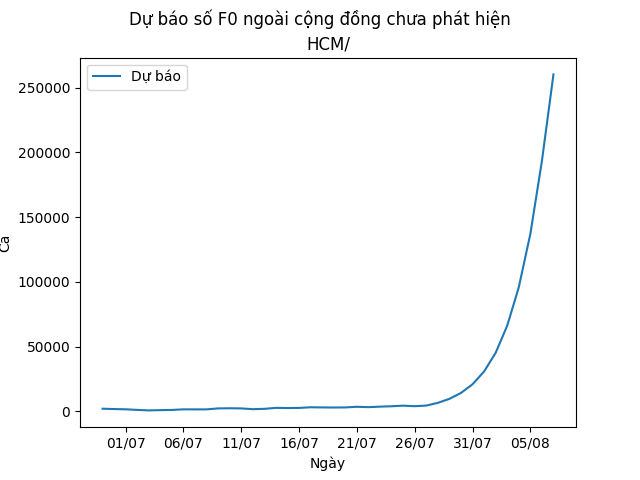 Dự báo số F0 ngoài cộng đồng chưa phát hiện
HCM/
Dự báo
250000
200000
150000
100000
50000
0
Ca
01/07 06/07 11/07 16/07 21/07 26/07 31/07 05/08
Ngày